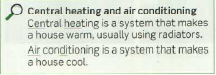 Central heating and air conditioning
Central heating is a system that makes
a house warm, usually using radiators.
Air conditioning is a system that makes
a house cool.